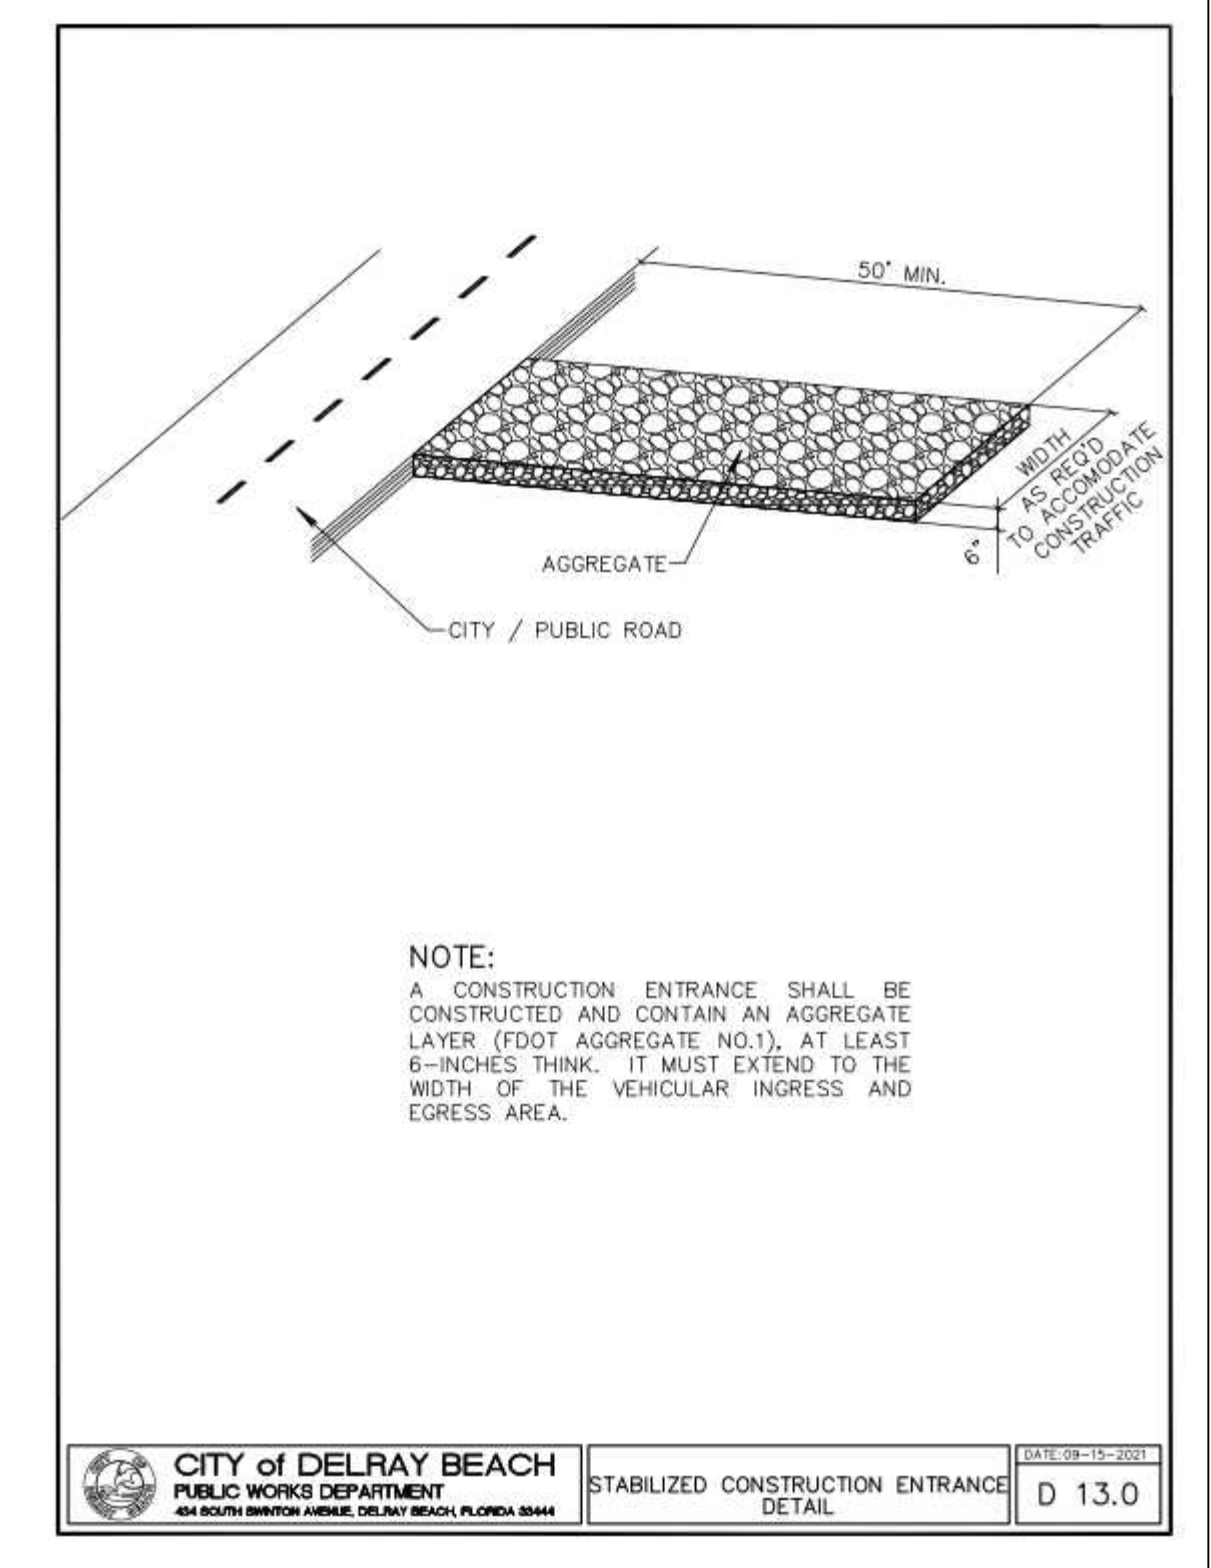 50' MIN.
WIDTH
AS REQ'D
TO ACCOMODATE
CONSTRUCTION
TRAFFIC
6"
AGGREGATE
CITY / PUBLIC ROAD
NOTE:
A CONSTRUCTION ENTRANCE SHALL BE
CONSTRUCTED AND CONTAIN AN AGGREGATE
LAYER (FDOT AGGREGATE NO.1), AT LEAST
6-INCHES THINK. IT MUST EXTEND TO THE
WIDTH OF THE VEHICULAR INGRESS AND
EGRESS AREA.
CITY of DELRAY BEACH
PUBLIC WORKS DEPARTMENT
434 SOUTH SWINTON AVENUE, DELRAY BEACH, FLORIDA 33444
STABILIZED CONSTRUCTION ENTRANCE
DETAIL
DATE: 09-15-2021
D 13.0